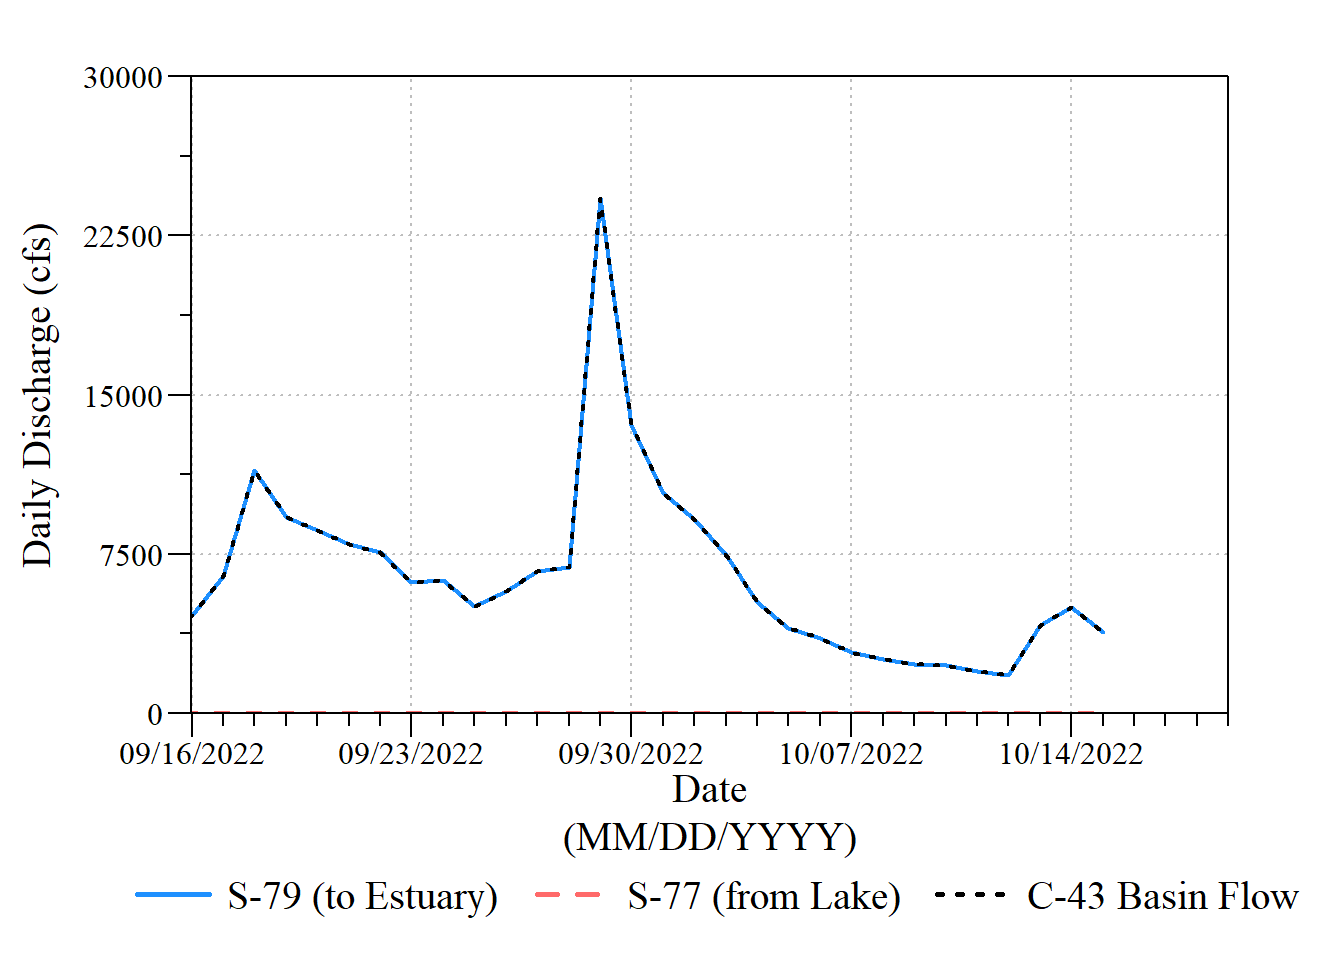 30000
22500
15000
7500
0
Daily Discharge (cfs)
09/16/2022 09/23/2022 09/30/2022 10/07/2022 10/14/2022
Date
(MM/DD/YYYY)
S-79 (to Estuary) S-77 (from Lake) C-43 Basin Flow